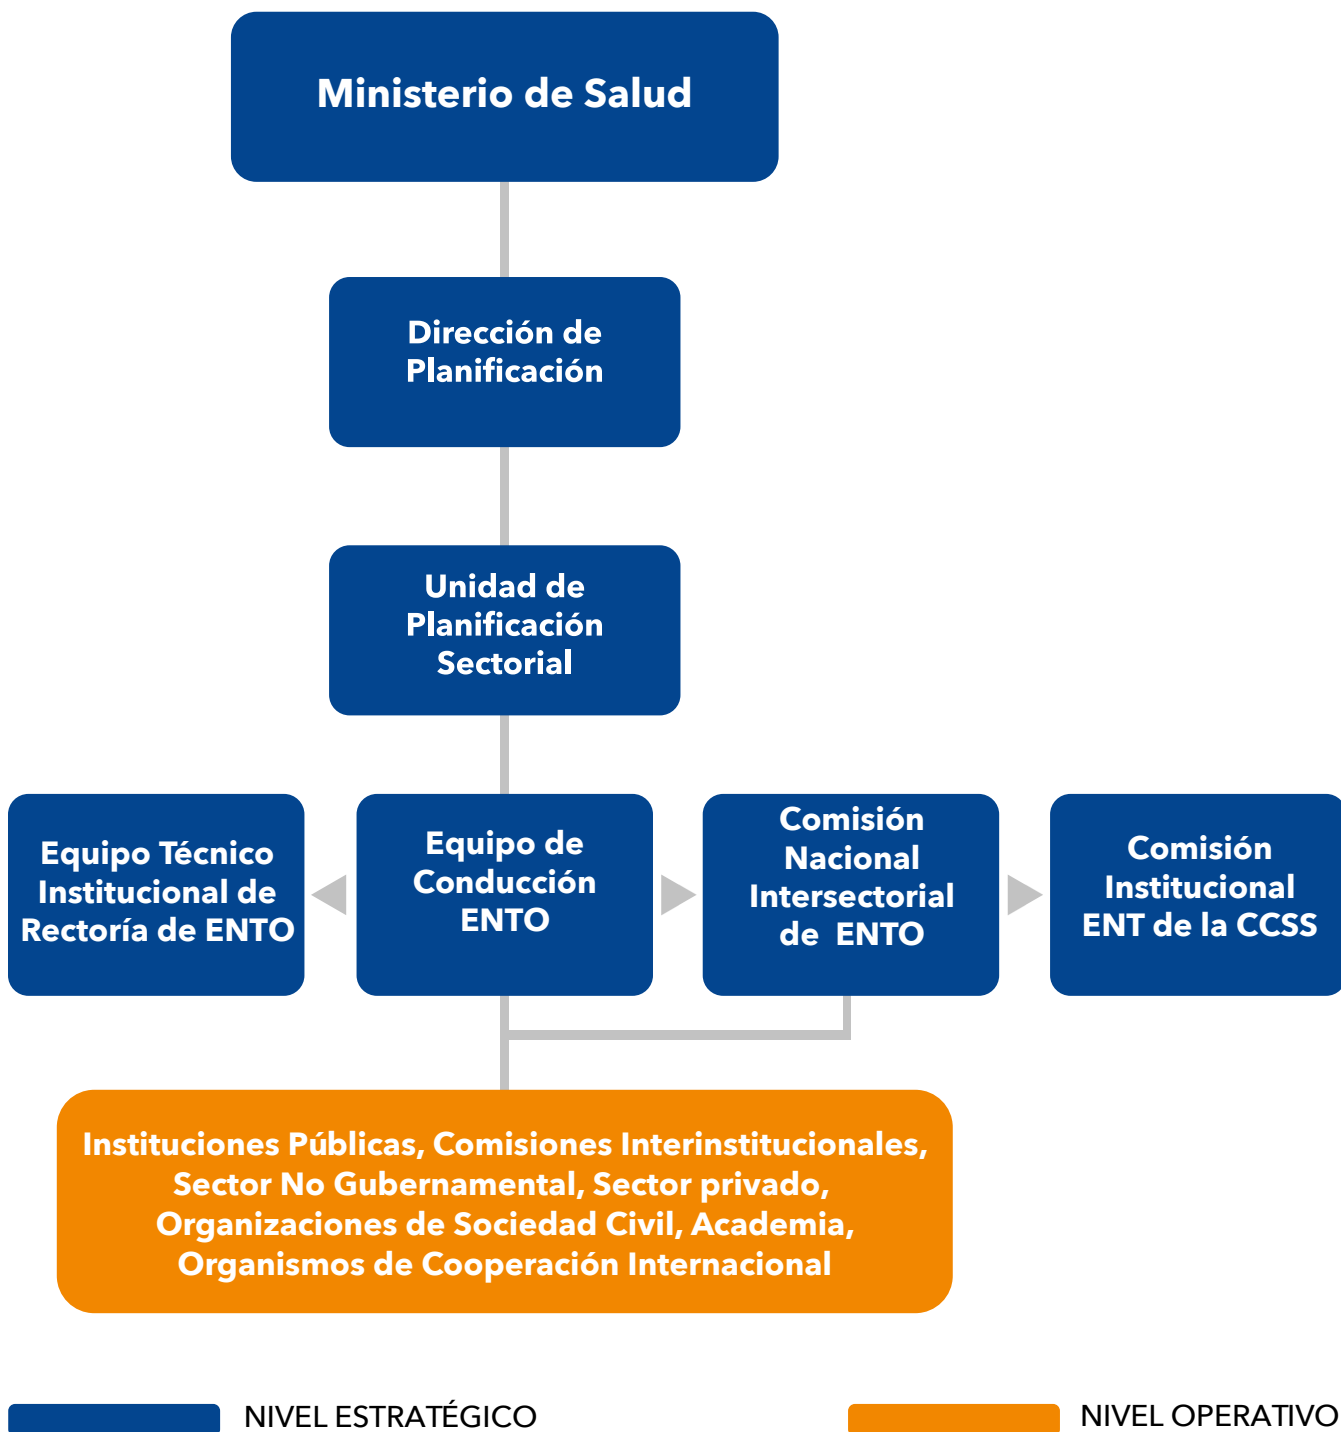 Ministerio de Salud
Dirección de
Planificación
Unidad de
Planificación
Sectorial
Equipo Técnico
Institucional de
Rectoría de ENTO
Equipo de
Conducción
ENTO
Comisión
Nacional
Intersectorial
de ENTO
Comisión
Institucional
ENT de la CCSS
Instituciones Públicas, Comisiones Interinstitucionales,
Sector No Gubernamental, Sector privado,
Organizaciones de Sociedad Civil, Academia,
Organismos de Cooperación Internacional
NIVEL ESTRATÉGICO
NIVEL OPERATIVO